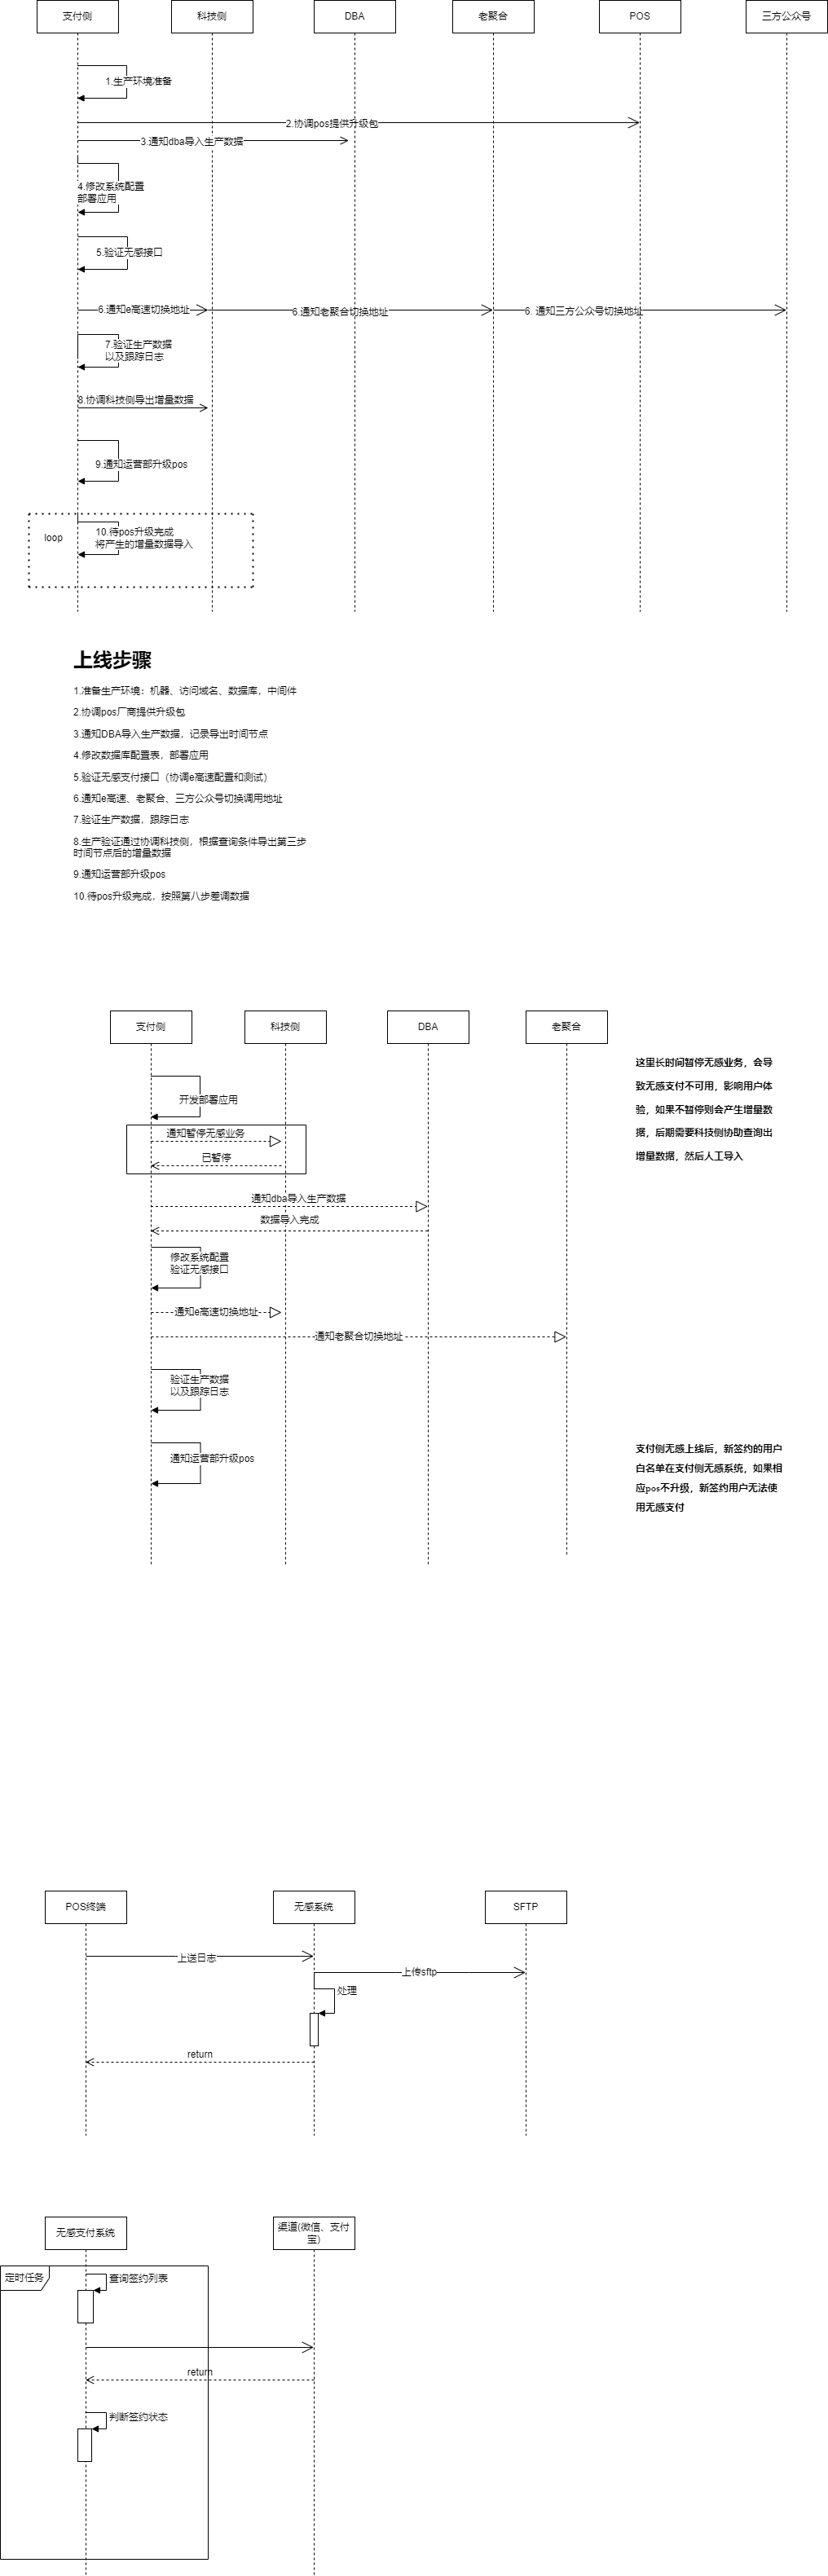 支付侧
科技侧
DBA
老聚合
POS
三方公众号
1.生产环境准备
2.协调pos提供升级包
3.通知dba导入生产数据
4.修改系统配置
部署应用
5.验证无感接口
6.通知e高速切换地址
6.通知老聚合切换地址
6. 通知三方公众号切换地址
7.验证生产数据
以及跟踪日志
8.协调科技侧导出增量数据
9.通知运营部升级pos
loop
10.待pos升级完成
将产生的增量数据导入
上线步骤
1.准备生产环境：机器、访问域名、数据库，中间件
2.协调pos厂商提供升级包
3.通知DBA导入生产数据，记录导出时间节点
4.修改数据库配置表，部署应用
5.验证无感支付接口（协调e高速配置和测试）
6.通知e高速、老聚合、三方公众号切换调用地址
7.验证生产数据，跟踪日志
8.生产验证通过协调科技侧，根据查询条件导出第三步
时间节点后的增量数据
9.通知运营部升级pos
10.待pos升级完成，按照第八步差调数据
支付侧
科技侧
DBA
老聚合
这里长时间暂停无感业务，会导
致无感支付不可用，影响用户体
验，如果不暂停则会产生增量数
据，后期需要科技侧协助查询出
增量数据，然后人工导入
开发部署应用
通知暂停无感业务
已暂停
通知dba导入生产数据
数据导入完成
修改系统配置
验证无感接口
通知e高速切换地址
通知老聚合切换地址
验证生产数据
以及跟踪日志
通知运营部升级pos
支付侧无感上线后，新签约的用户
白名单在支付侧无感系统，如果相
应pos不升级，新签约用户无法使
用无感支付
POS终端
无感系统
SFTP
上送日志
上传sftp
处理
return
无感支付系统
渠道(微信、支付
宝)
定时任务
查询签约列表
return
判断签约状态